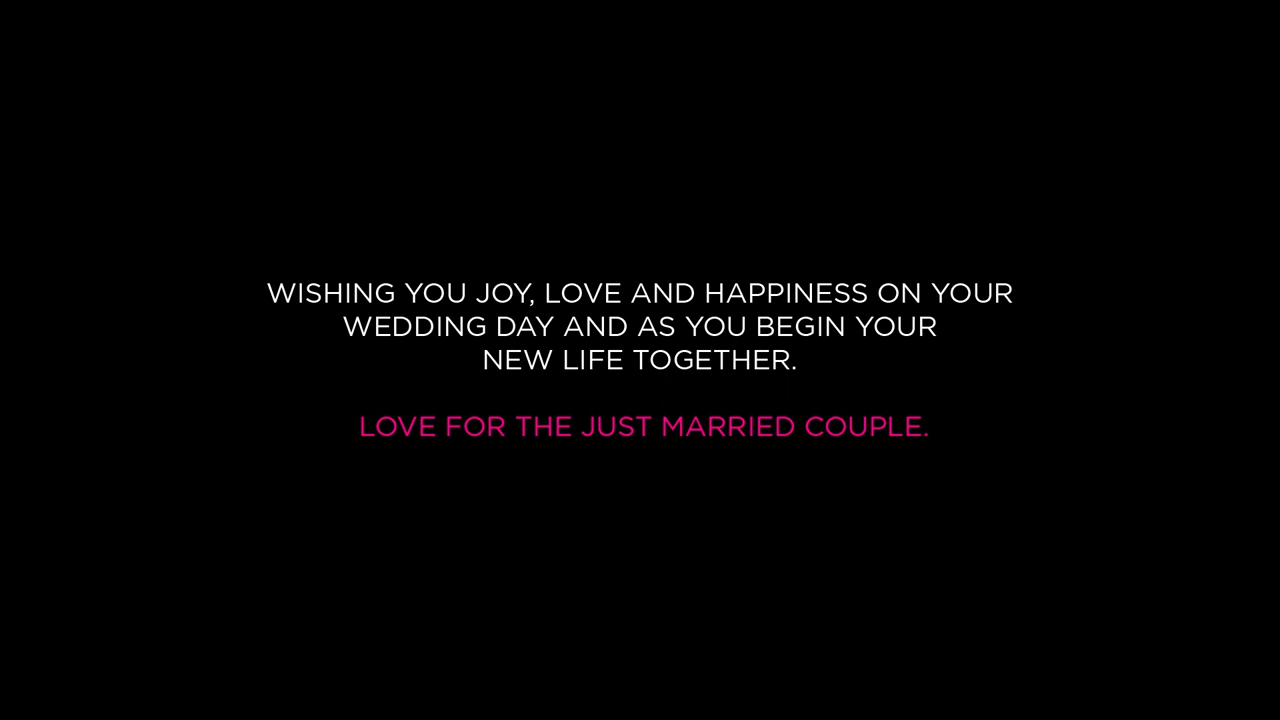 WISHING YOU JOY, LOVE AND HAPPINESS ON YOUR
WEDDING DAY AND AS YOU BEGIN YOUR
NEW LIFE TOGETHER.
LOVE FOR THE JUST MARRIED COUPLE.